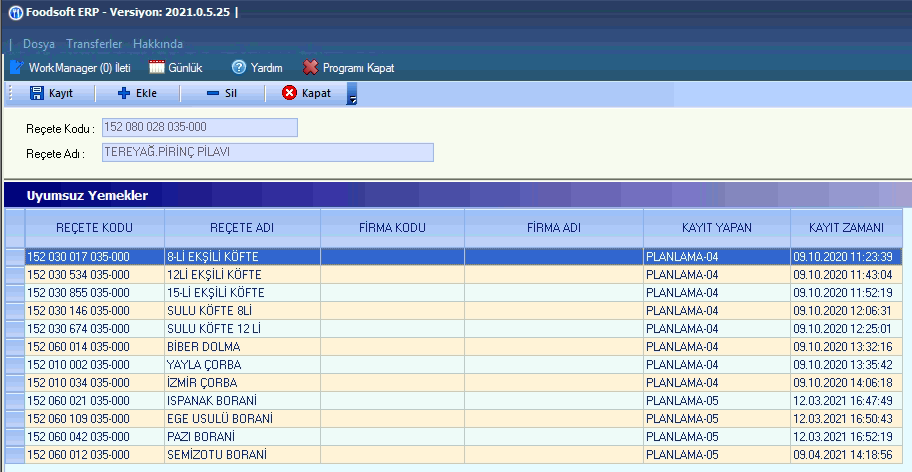 Foodsoft ERP - Versiyon: 2021.0.5.25 |
| Dosya Transferler Hakkında
WorkManager (0) İleti Günlük Yardım Programı Kapat
Kayıt Ekle Sil Kapat
Reçete Kodu : 152 080 028 035-000
Reçete Adı : TEREYAĞ.PİRİNÇ PİLAVI
Uyumsuz Yemekler
REÇETE KODU REÇETE ADI FİRMA KODU FİRMA ADI KAYIT YAPAN KAYIT ZAMANI
152 030 017 035-000 8-Lİ EKŞİLİ KÖFTE PLANLAMA-04 09.10.2020 11:23:39
152 030 534 035-000 12Lİ EKŞİLİ KÖFTE PLANLAMA-04 09.10.2020 11:43:04
152 030 855 035-000 15-Lİ EKŞİLİ KÖFTE PLANLAMA-04 09.10.2020 11:52:19
152 030 146 035-000 SULU KÖFTE 8Lİ PLANLAMA-04 09.10.2020 12:06:31
152 030 674 035-000 SULU KÖFTE 12 Lİ PLANLAMA-04 09.10.2020 12:25:01
152 060 014 035-000 BİBER DOLMA PLANLAMA-04 09.10.2020 13:32:16
152 010 002 035-000 YAYLA ÇORBA PLANLAMA-04 09.10.2020 13:35:42
152 010 034 035-000 İZMİR ÇORBA PLANLAMA-04 09.10.2020 14:06:18
152 060 021 035-000 ISPANAK BORANİ PLANLAMA-05 12.03.2021 16:47:49
152 060 109 035-000 EGE USULÜ BORANİ PLANLAMA-05 12.03.2021 16:50:43
152 060 042 035-000 PAZI BORANİ PLANLAMA-05 12.03.2021 16:52:19
152 060 012 035-000 SEMİZOTU BORANİ PLANLAMA-05 09.04.2021 14:18:56